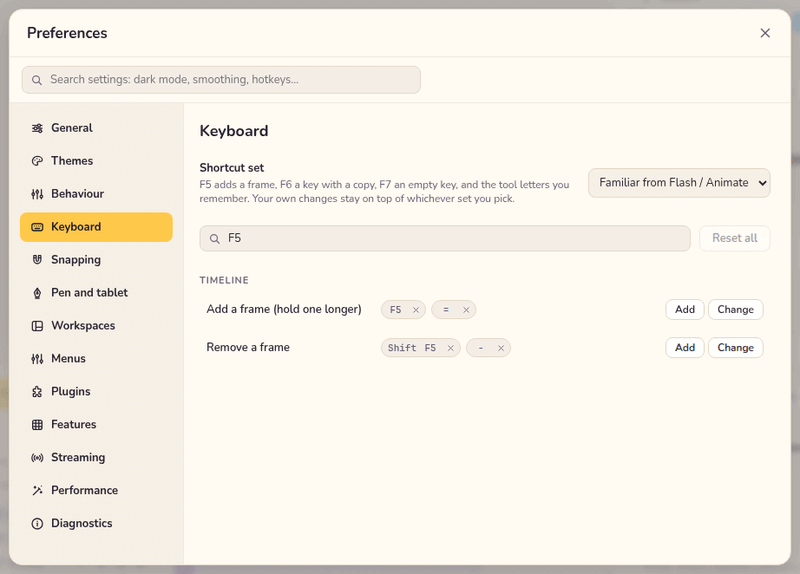 Preferences
Search settings: dark mode, smoothing, hotkeys...
General
Themes
Behaviour
Keyboard
Snapping
Pen and tablet
Workspaces
Menus
Plugins
Features
Streaming
Performance
Diagnostics
Keyboard
Shortcut set
F5 adds a frame, F6 a key with a copy, F7 an empty key, and the tool letters you
remember. Your own changes stay on top of whichever set you pick.
Familiar from Flash / Animate
F5
Reset all
TIMELINE
Add a frame (hold one longer) F5 × = × Add Change
Remove a frame Shift F5 × - × Add Change